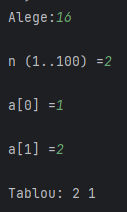 Alege:16
n (1..100) =2
a[0] =1
a[1] =2
Tablou: 2 1